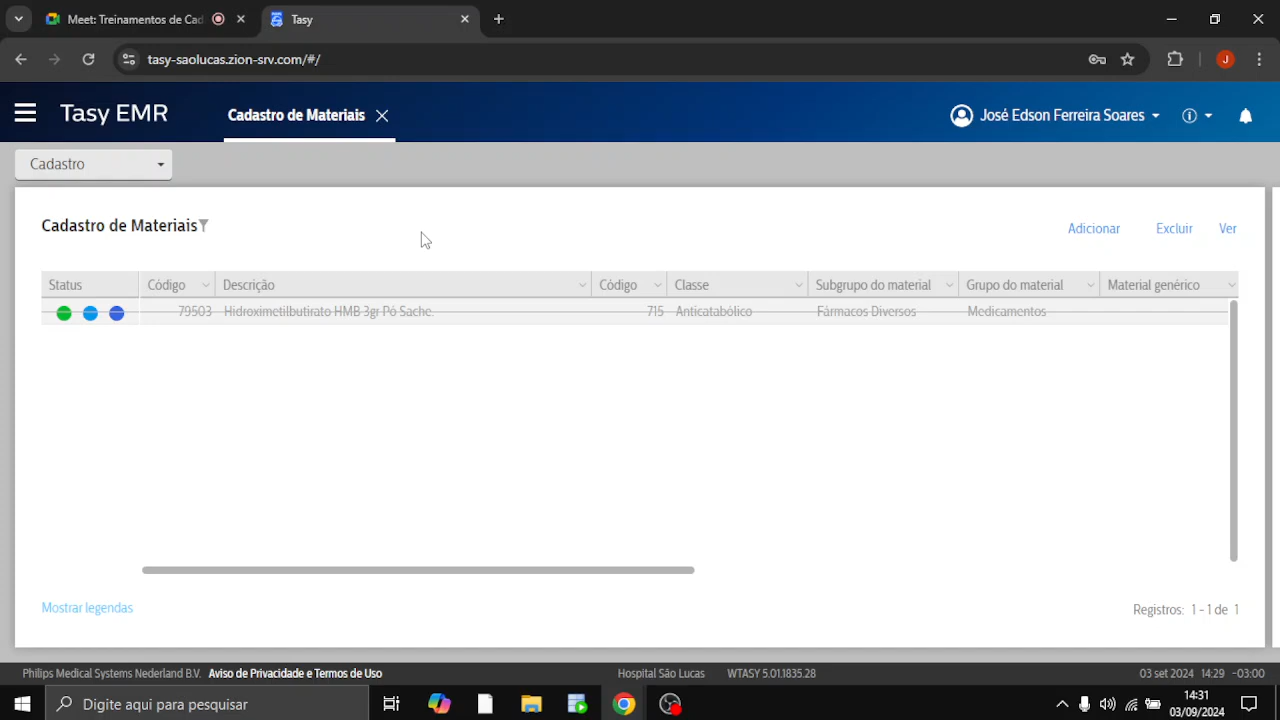 Meet: Treinamentos de Cad
Tasy
tasy-saolucas.zion-srv.com/#/
J
Tasy EMR
Cadastro de Materiais
José Edson Ferreira Soares
Cadastro
Cadastro de Materiais
Adicionar Excluir Ver
Status Código Descrição Código Classe Subgrupo do material Grupo do material Material genérico
79503 Hidroximetilbutirato HMB 3gr Pó Sache. 715 Anticatabólico Fármacos Diversos Medicamentos
Mostrar legendas
Registros: 1 - 1 de 1
Philips Medical Systems Nederland B.V. Aviso de Privacidade e Termos de Uso Hospital São Lucas WTASY 5.01.1835.28 03 set 2024 14:29 -03:00
Digite aqui para pesquisar
14:31
03/09/2024